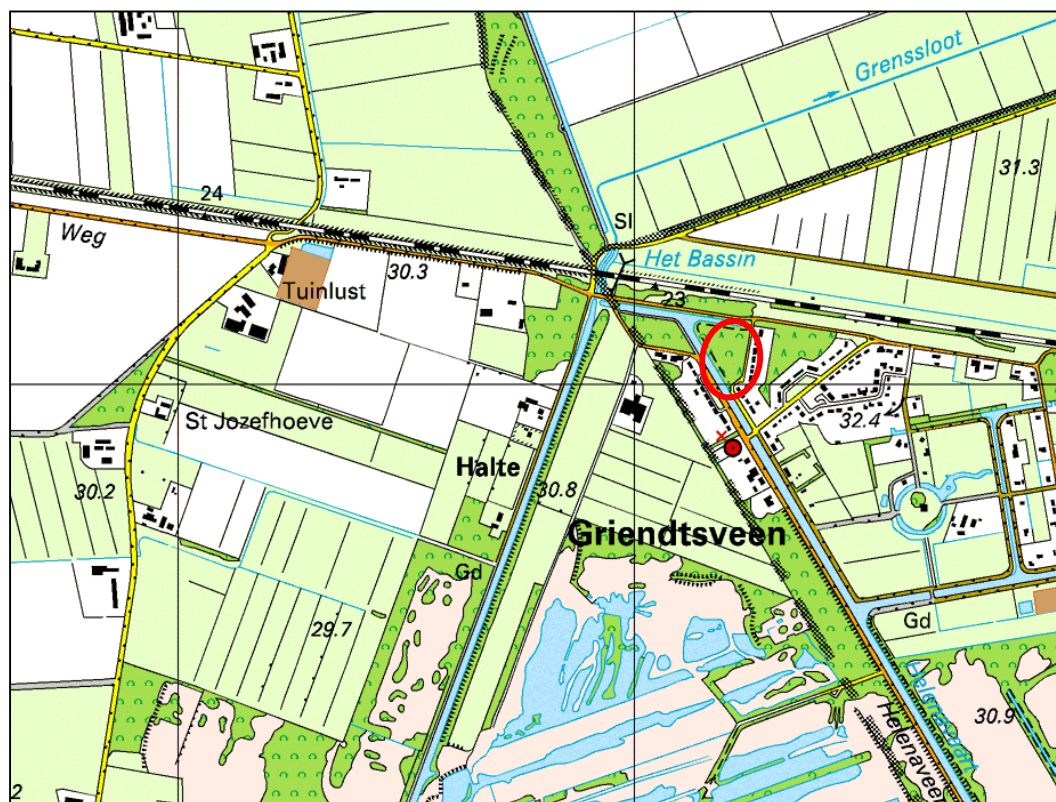 Grenssloot
31.3
24
Sl
Weg
Het Bassin
30.3
Tuinlust
23
St Jozefhoeve
32.4
Halte
30.2
30.8
Griendtsveen
Gd
29.7
Gd
Helenavaart
30.9
Helenaveen
2